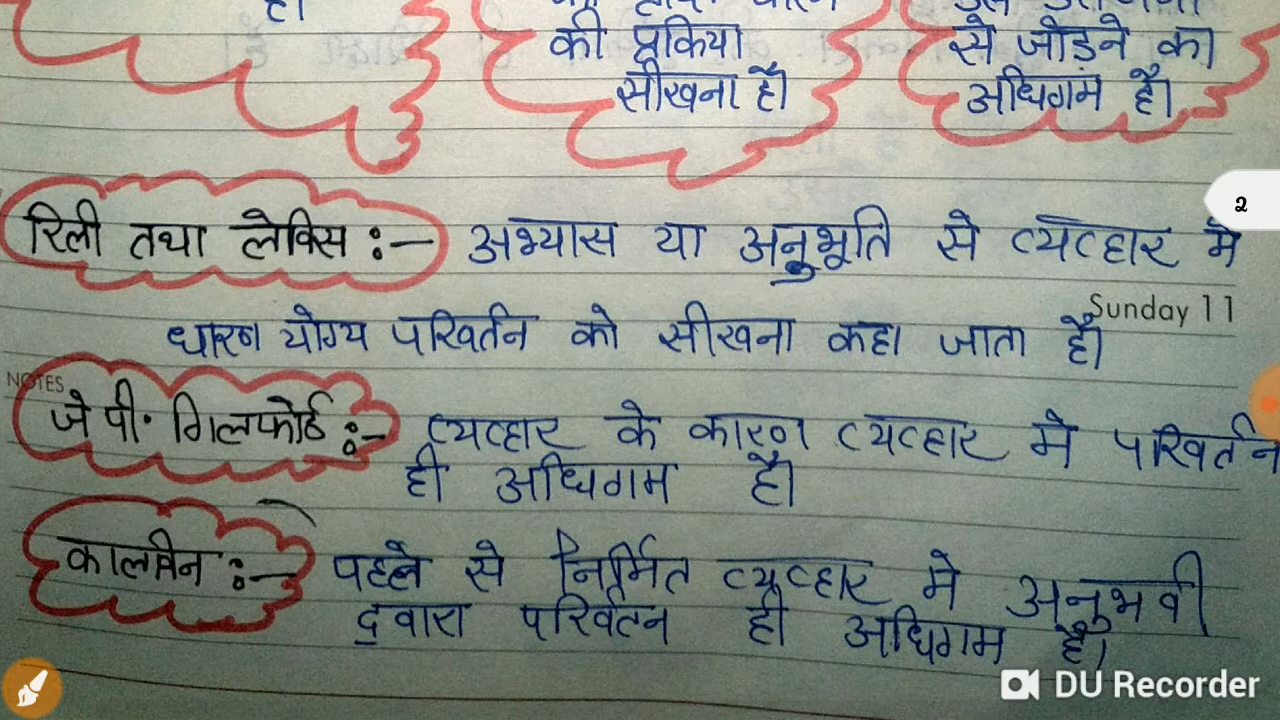 है।
की प्रकिया
सीखना है।
से जोड़ने का
अधिगम है।
2
रिली तथा लेविस :- अभ्यास या अनुभूति से व्यवहार मे
Sunday 11
धारण योग्य परिवर्तन को सीखना कहा जाता है।
NOTES
जे पी. गिलफोर्ड :- व्यवहार के कारण व्यवहार मे परिवर्तन
ही अधिगम है।
कालविन :- पहले से निर्मित व्यवहार मे अनुभवी
दवारा परिवर्तन ही अधिगम है।
DU Recorder